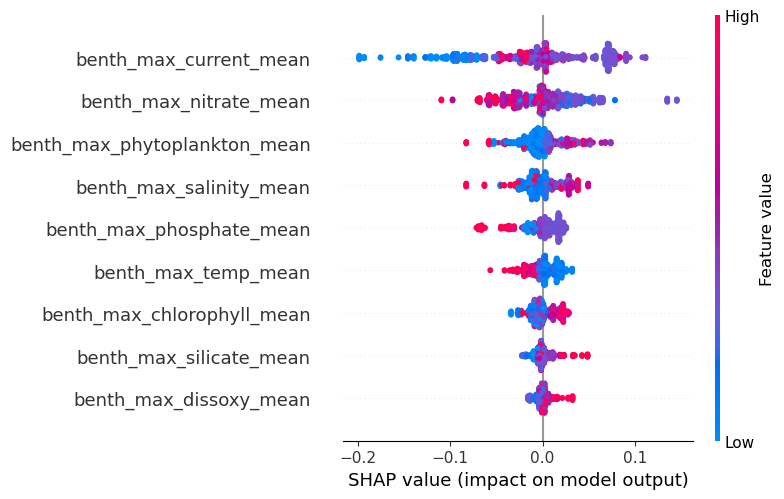 High
benth_max_current_mean
benth_max_nitrate_mean
benth_max_phytoplankton_mean
benth_max_salinity_mean
benth_max_phosphate_mean
benth_max_temp_mean
benth_max_chlorophyll_mean
benth_max_silicate_mean
benth_max_dissoxy_mean
Feature value
Low
−0.2 −0.1 0.0 0.1
SHAP value (impact on model output)